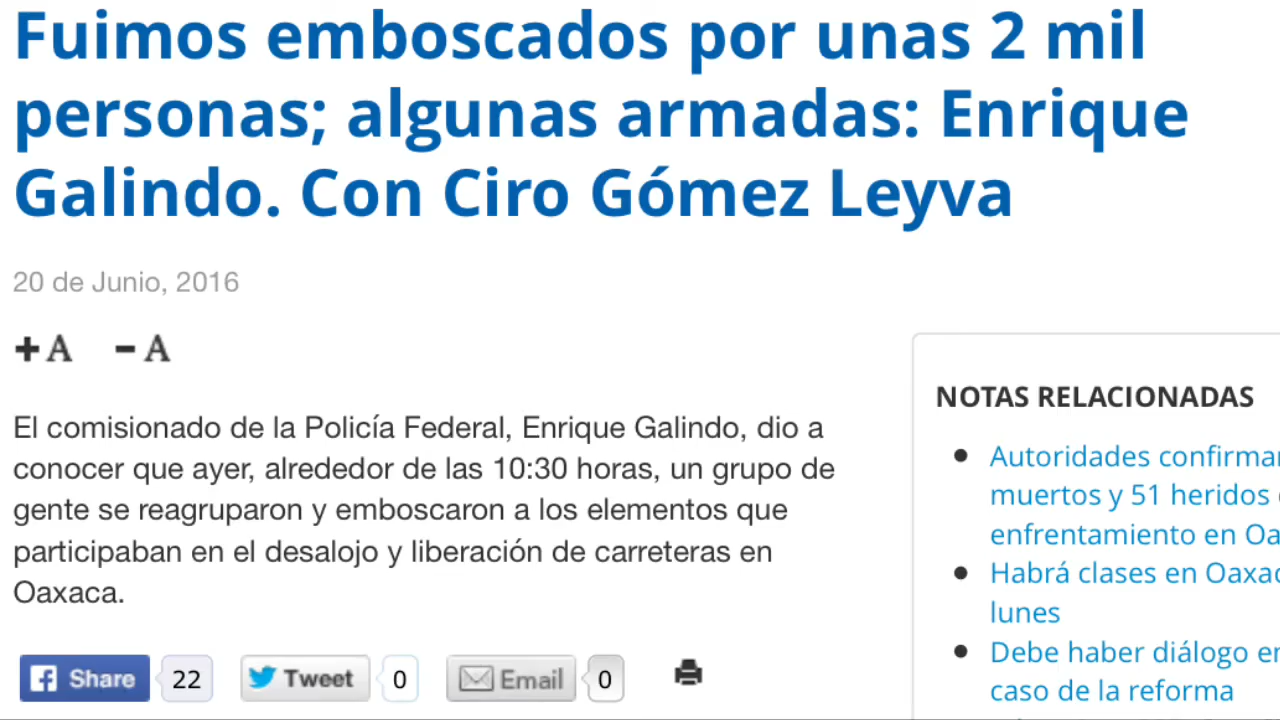 Fuimos emboscados por unas 2 mil
personas; algunas armadas: Enrique
Galindo. Con Ciro Gómez Leyva
20 de Junio, 2016
+A -A
El comisionado de la Policía Federal, Enrique Galindo, dio a
conocer que ayer, alrededor de las 10:30 horas, un grupo de
gente se reagruparon y emboscaron a los elementos que
participaban en el desalojo y liberación de carreteras en
Oaxaca.
Share 22 Tweet 0 Email 0
NOTAS RELACIONADAS
Autoridades
muertos y 51 heridos
enfrentamiento en
Habrá clases en
lunes
Debe haber diálogo
caso de la reforma